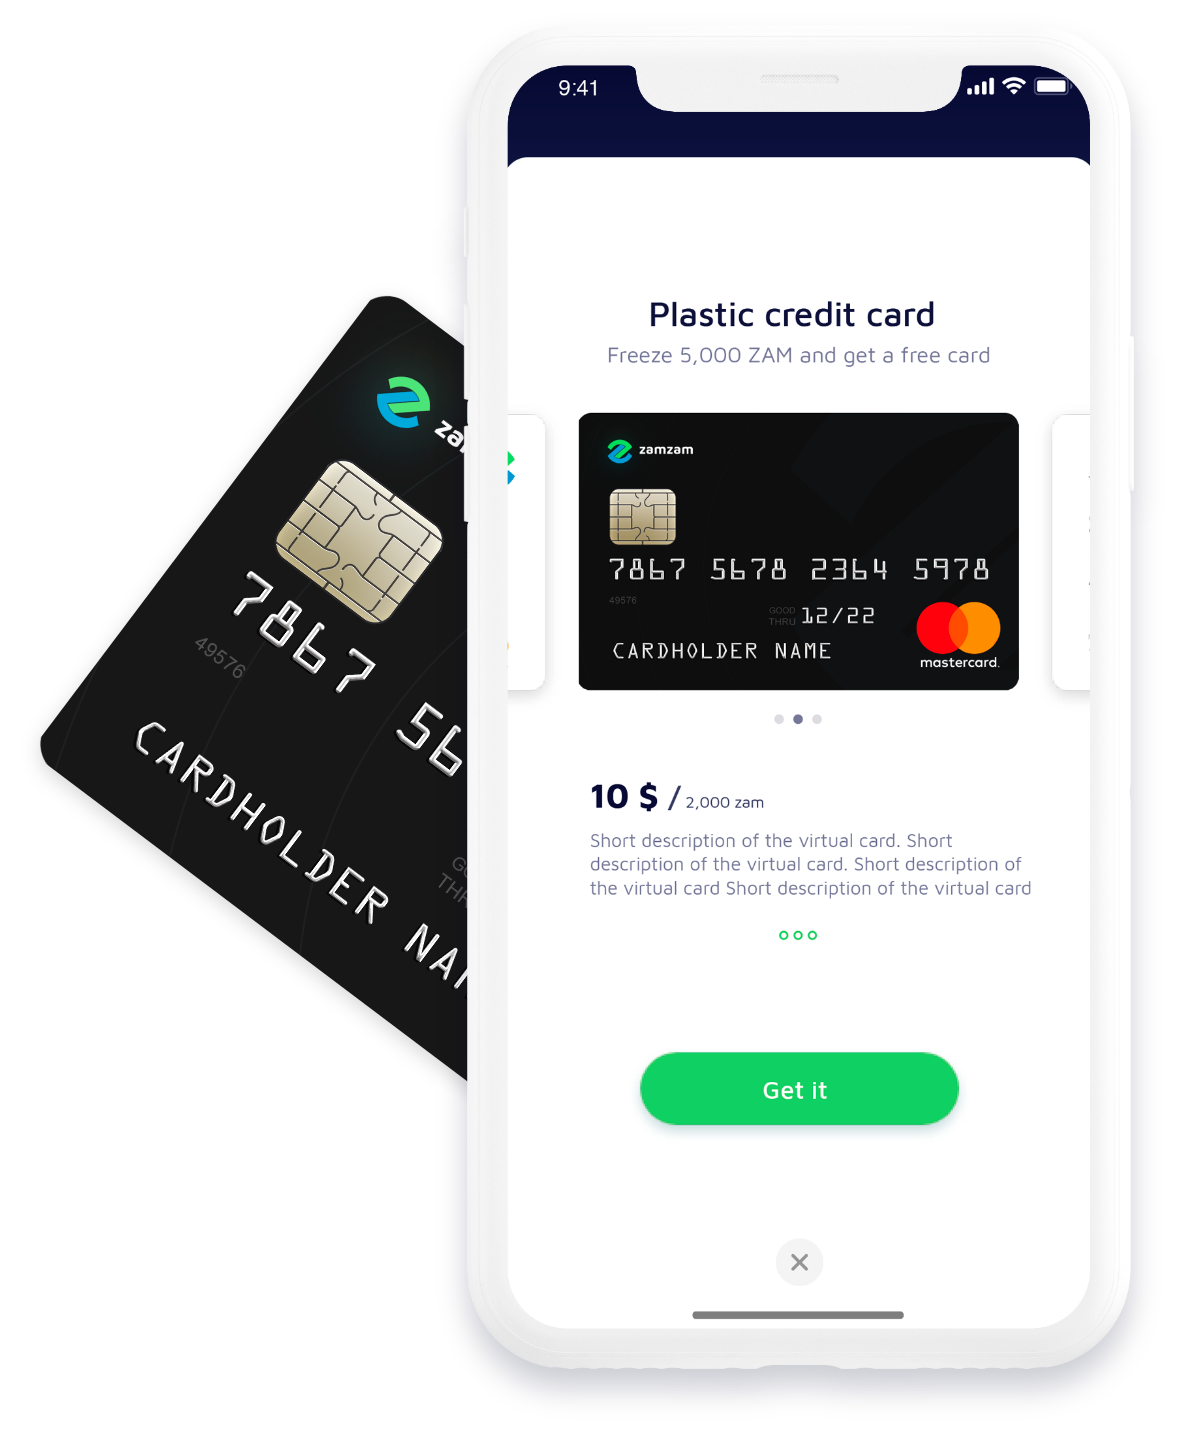 9:41
Plastic credit card
Freeze 5,000 ZAM and get a free card
zamzam
7867 5678 2364 5978
49576
GOOD
THRU 12/22
CARDHOLDER NAME
mastercard.
10 $ / 2,000 zam
Short description of the virtual card. Short
description of the virtual card. Short description of
the virtual card Short description of the virtual card
Get it
7867 56
49576
CARDHOLDER